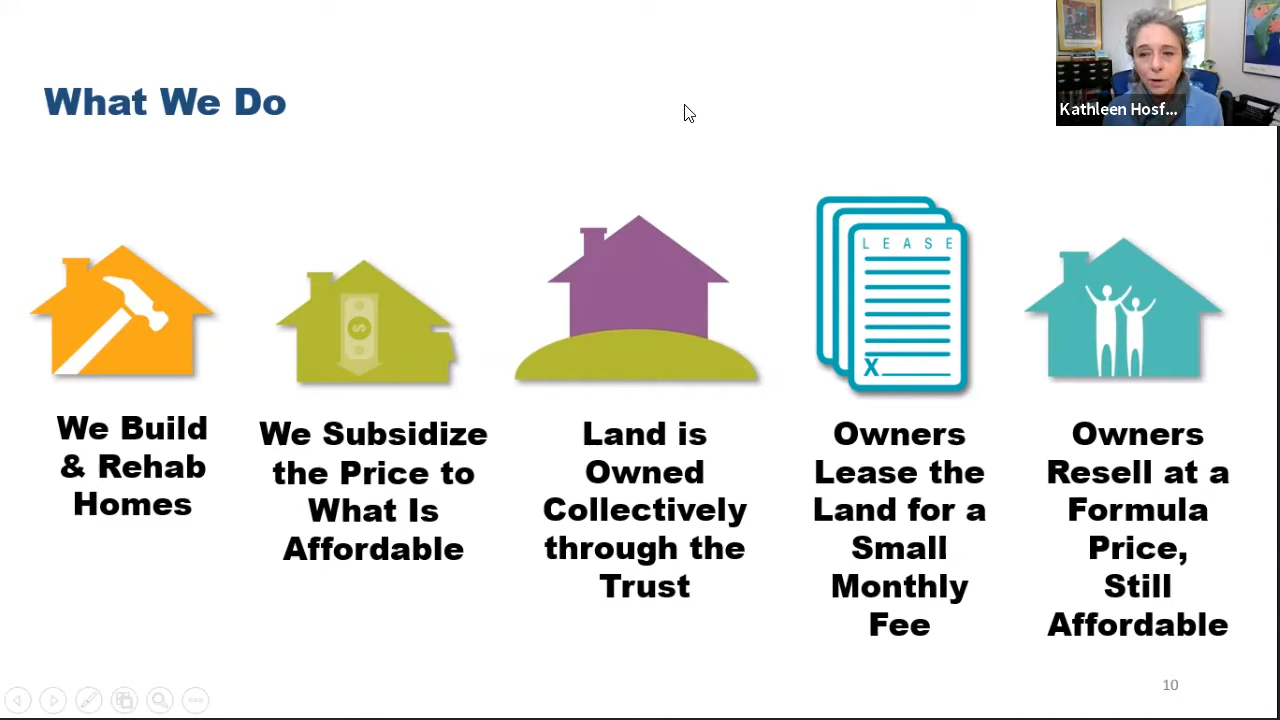 What We Do
Kathleen Hosf...
LEASE
X
$
We Build
& Rehab
Homes
We Subsidize
the Price to
What Is
Affordable
Land is
Owned
Collectively
through the
Trust
Owners
Lease the
Land for a
Small
Monthly
Fee
Owners
Resell at a
Formula
Price,
Still
Affordable
10